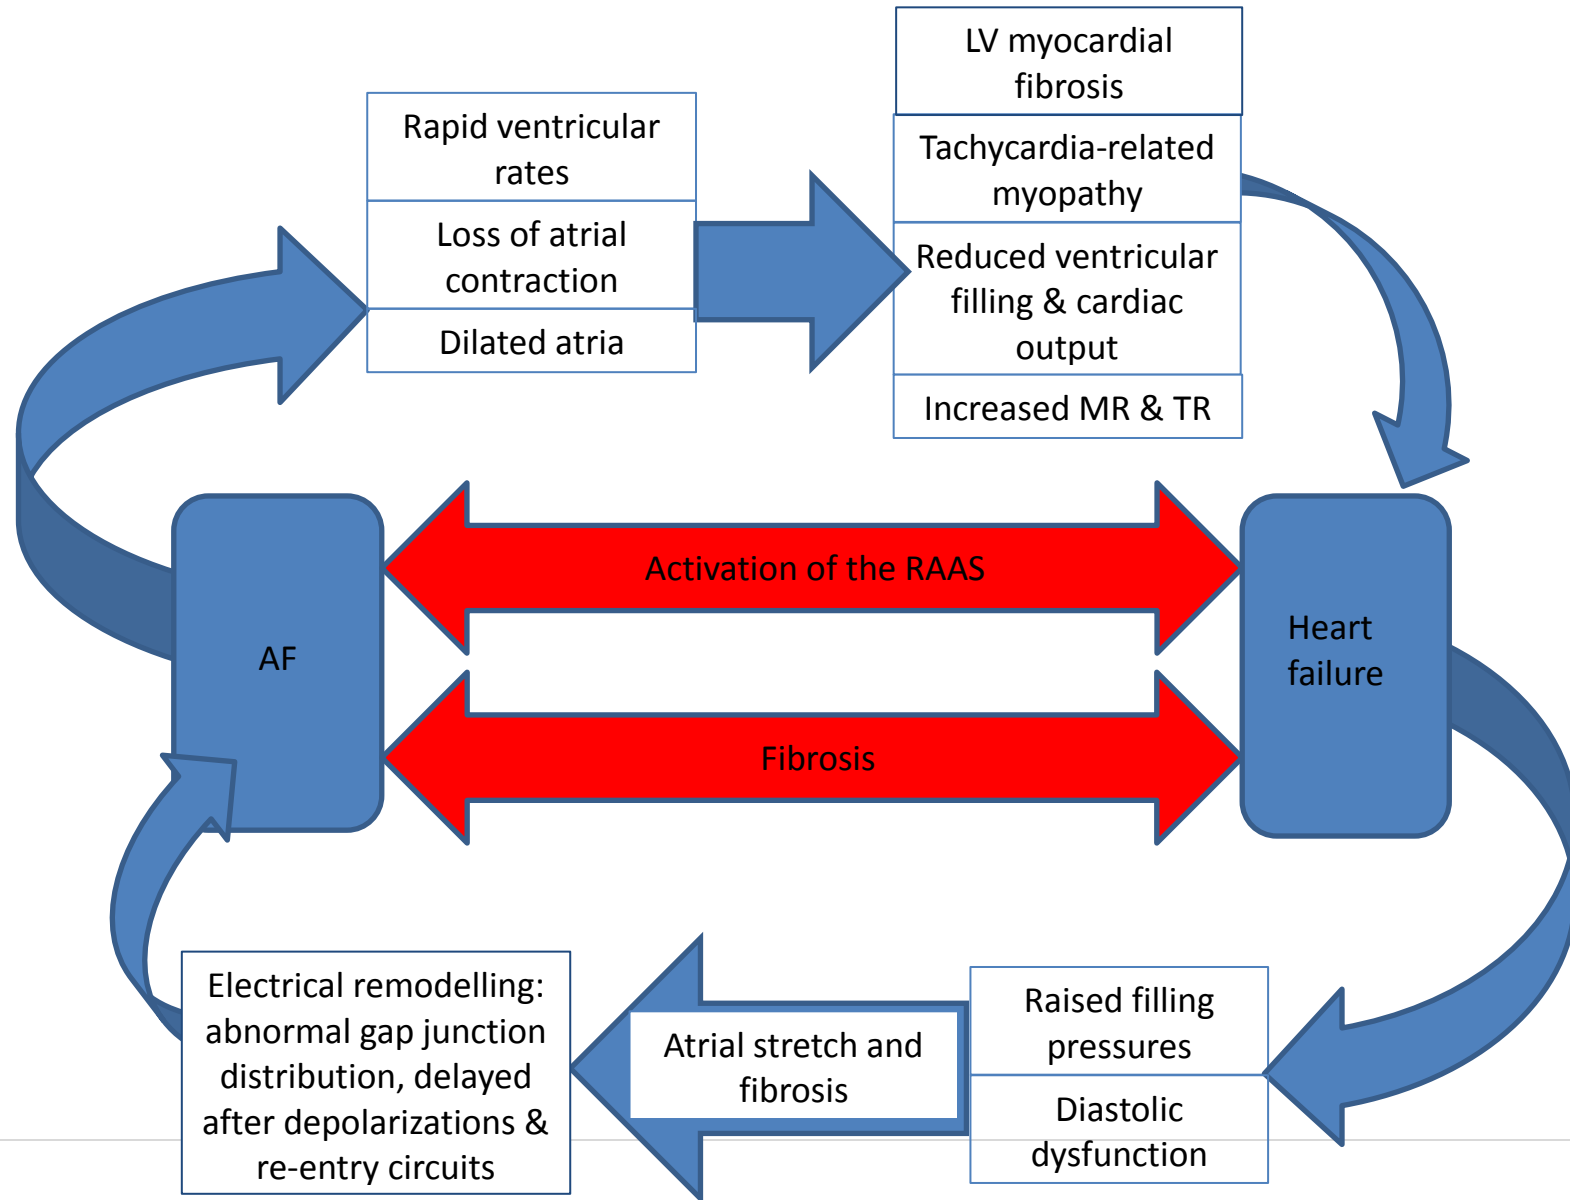 LV myocardial
fibrosis
Rapid ventricular
rates
Tachycardia-related
myopathy
Loss of atrial
contraction
Reduced ventricular
filling & cardiac
output
Dilated atria
Increased MR & TR
Activation of the RAAS
AF
Heart
failure
Fibrosis
Electrical remodelling:
abnormal gap junction
distribution, delayed
after depolarizations &
re-entry circuits
Atrial stretch and
fibrosis
Raised filling
pressures
Diastolic
dysfunction